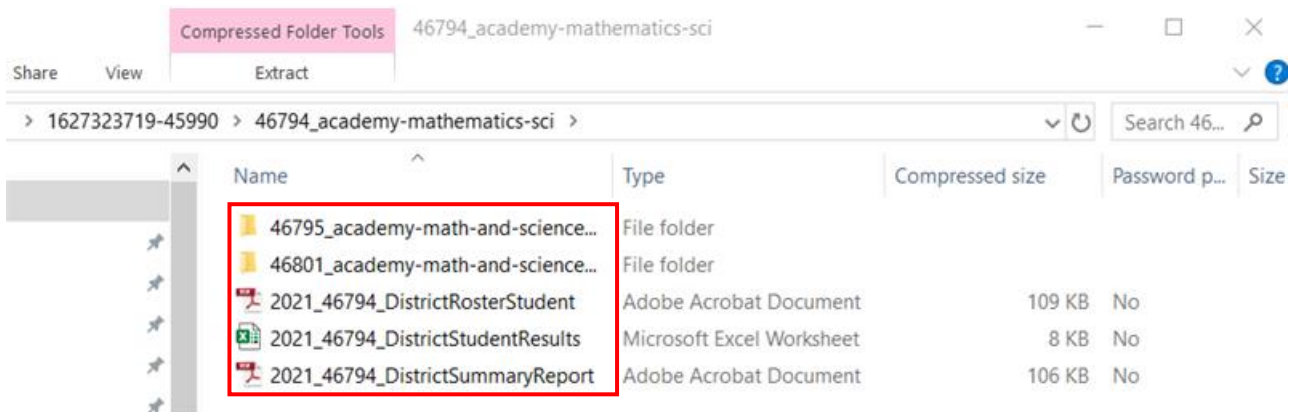 Compressed Folder Tools 46794_academy-mathematics-sci
Share View Extract
> 1627323719-45990 > 46794_academy-mathematics-sci > Search 46...
Name Type Compressed size Password p... Size
46795_academy-math-and-science... File folder
46801_academy-math-and-science... File folder
2021_46794_DistrictRosterStudent Adobe Acrobat Document 109 KB No
2021_46794_DistrictStudentResults Microsoft Excel Worksheet 8 KB No
2021_46794_DistrictSummaryReport Adobe Acrobat Document 106 KB No